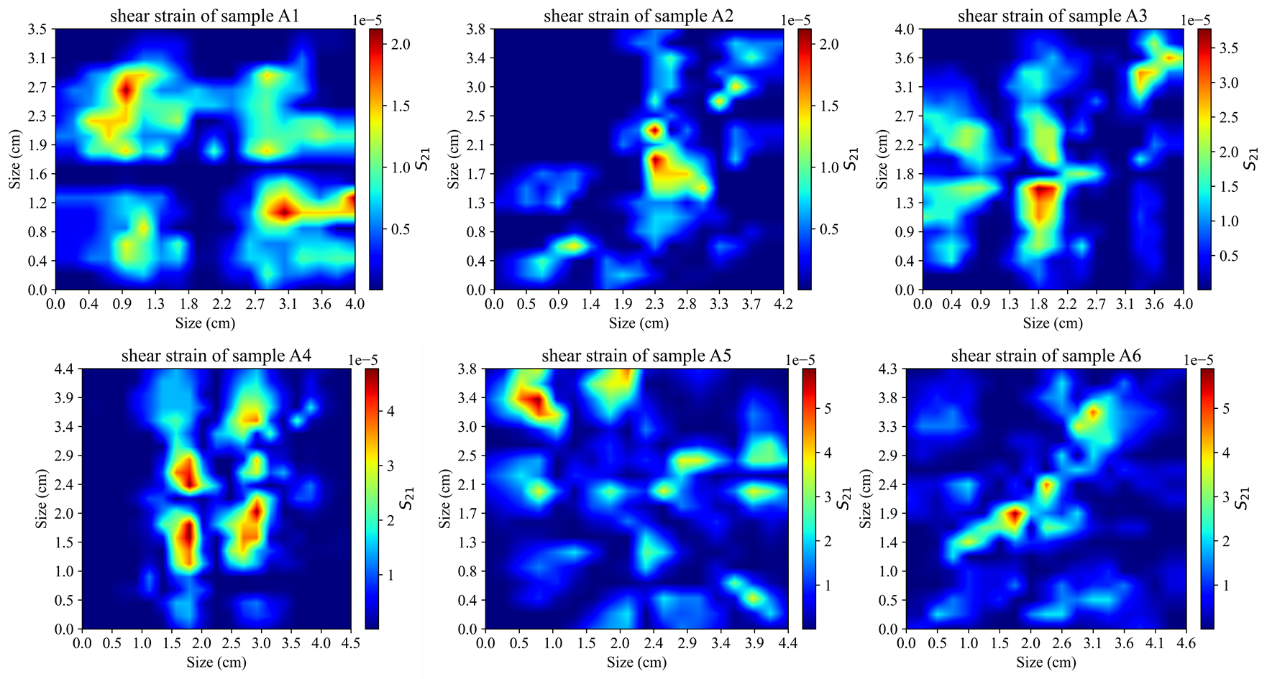 shear strain of sample A1
1e−5
3.5
3.1
2.7
2.3
1.9
1.6
1.2
0.8
0.4
0.0
Size (cm)
0.0 0.4 0.9 1.3 1.8 2.2 2.7 3.1 3.6 4.0
Size (cm)
2.0
1.5
1.0
0.5
S21
shear strain of sample A2
1e−5
3.8
3.4
3.0
2.5
2.1
1.7
1.3
0.8
0.4
0.0
Size (cm)
0.0 0.5 0.9 1.4 1.9 2.3 2.8 3.3 3.7 4.2
Size (cm)
2.0
1.5
1.0
0.5
S21
shear strain of sample A3
1e−5
4.0
3.6
3.1
2.7
2.2
1.8
1.3
0.9
0.4
0.0
Size (cm)
0.0 0.4 0.9 1.3 1.8 2.2 2.7 3.1 3.6 4.0
Size (cm)
3.5
3.0
2.5
2.0
1.5
1.0
0.5
S21
shear strain of sample A4
1e−5
4.4
3.9
3.4
2.9
2.4
2.0
1.5
1.0
0.5
0.0
Size (cm)
0.0 0.5 1.0 1.5 2.0 2.5 3.0 3.5 4.0 4.5
Size (cm)
4
3
2
1
S21
shear strain of sample A5
1e−5
3.8
3.4
3.0
2.5
2.1
1.7
1.3
0.8
0.4
0.0
Size (cm)
0.0 0.5 1.0 1.5 2.0 2.4 2.9 3.4 3.9 4.4
Size (cm)
5
4
3
2
1
S21
shear strain of sample A6
1e−5
4.3
3.8
3.3
2.9
2.4
1.9
1.4
1.0
0.5
0.0
Size (cm)
0.0 0.5 1.0 1.5 2.0 2.6 3.1 3.6 4.1 4.6
Size (cm)
5
4
3
2
1
S21